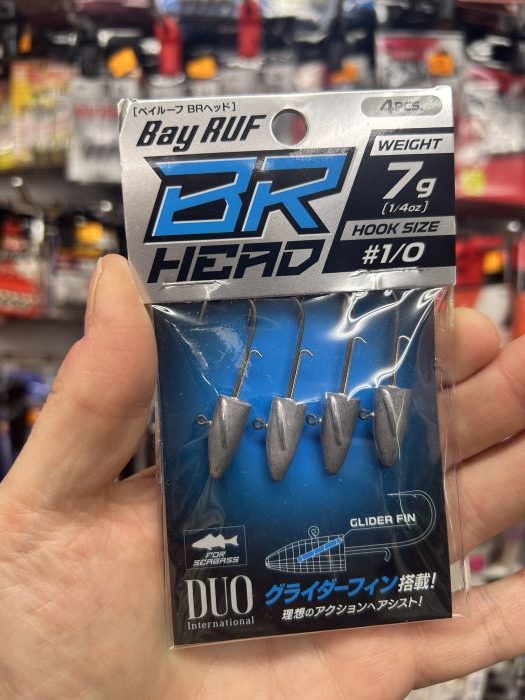 [ベイルーフ BRヘッド]
Bay RUF
BR
HEAD
4PCS.
WEIGHT
7g
[1/4oz]
HOOK SIZE
#1/0
GLIDER FIN
FOR
SEABASS
DUO
International
グライダーフィン搭載!
理想のアクションへアシスト!